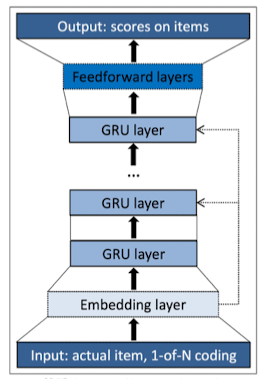 Output: scores on items
Feedforward layers
GRU layer
...
GRU layer
GRU layer
Embedding layer
Input: actual item, 1-of-N coding